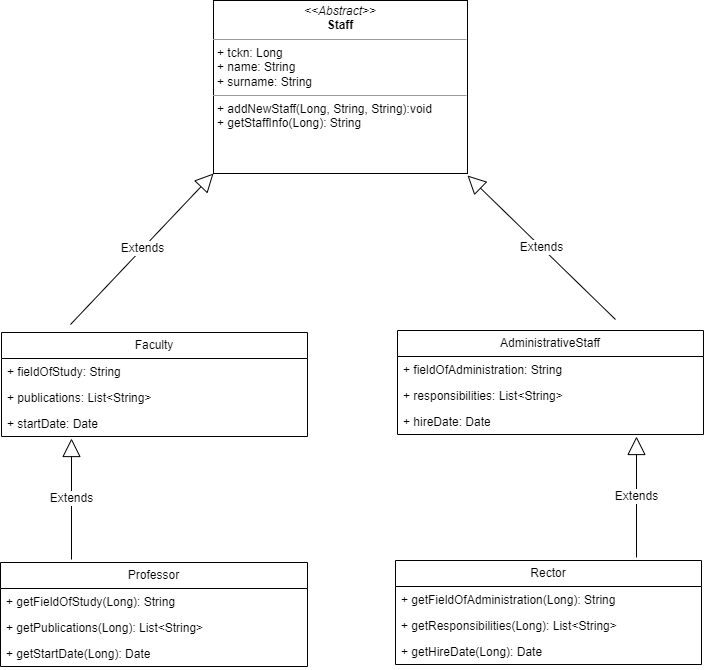 <<Abstract>>
Staff
+ tckn: Long
+ name: String
+ surname: String
+ addNewStaff(Long, String, String):void
+ getStaffInfo(Long): String
Extends
Extends
Faculty
+ fieldOfStudy: String
+ publications: List<String>
+ startDate: Date
AdministrativeStaff
+ fieldOfAdministration: String
+ responsibilities: List<String>
+ hireDate: Date
Extends
Extends
Professor
+ getFieldOfStudy(Long): String
+ getPublications(Long): List<String>
+ getStartDate(Long): Date
Rector
+ getFieldOfAdministration(Long): String
+ getResponsibilities(Long): List<String>
+ getHireDate(Long): Date